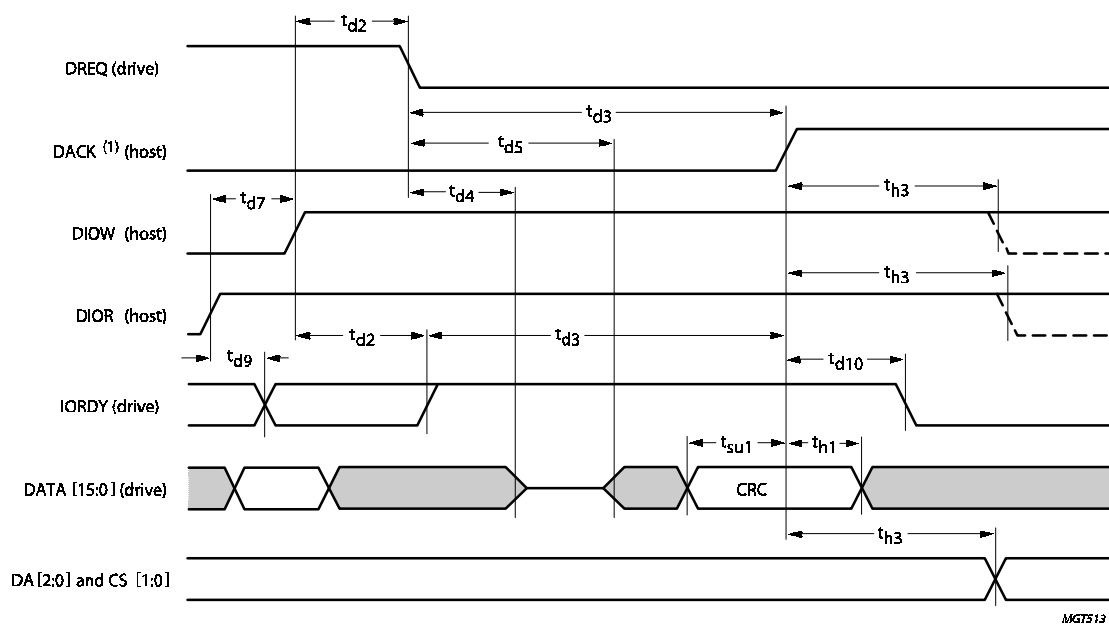 td2
DREQ (drive)
td3
DACK (1) (host)
td5
td4
th3
td7
DIOW (host)
th3
DIOR (host)
td2
td3
td9
td10
IORDY (drive)
tsu1
th1
DATA [15:0] (drive)
CRC
th3
DA [2:0] and CS [1:0]
MGT513